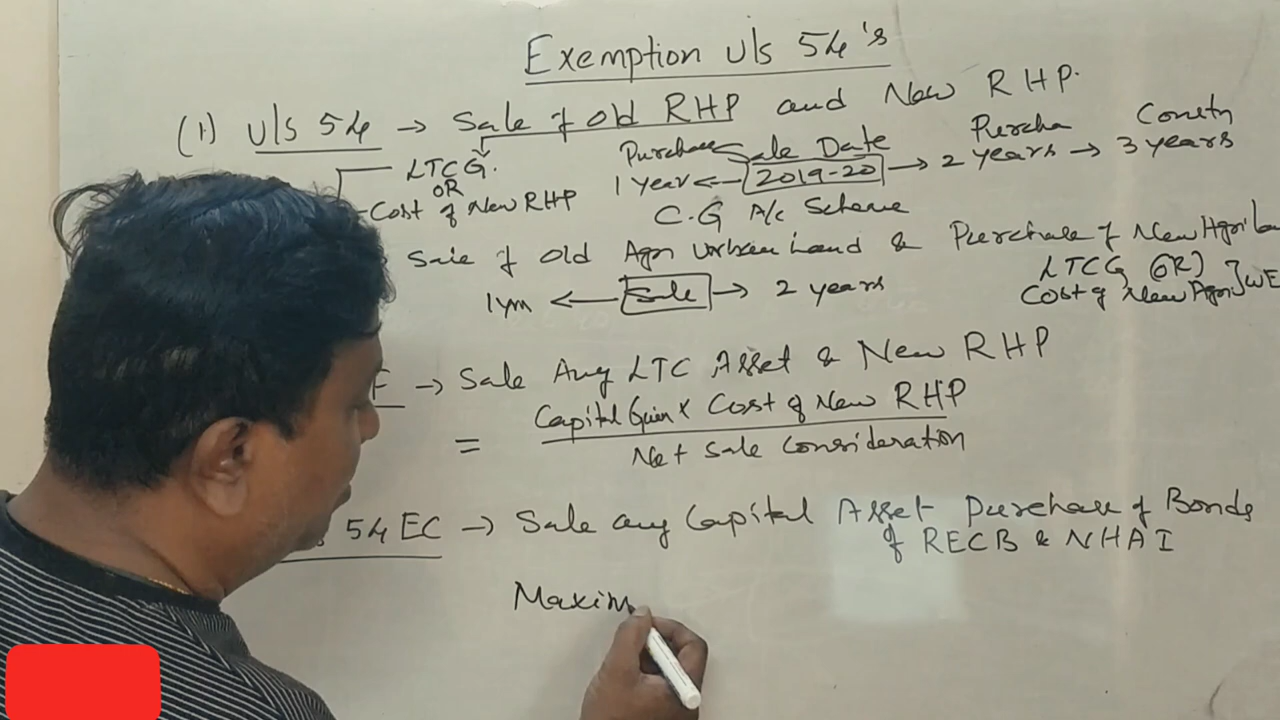 Exemption u/s 54's
(1) u/s 54 → Sale of Old RHP and New RHP.
LTCG.
OR
Cost of New RHP
Purchase Sale Date Purcha Constn
1 year ← 2019-20 → 2 years → 3 years
C.G A/c Scheme
Sale of Old Agri Urban Land & Purchase of New Agri La
LTCG (OR)
1 yr ← Sale → 2 years
Cost of New Agri
F → Sale Any LTC Asset & New RHP
= Capital Gain x Cost of New RHP
Net Sale Consideration
54EC → Sale any Capital Asset Purchase of Bonds
of RECB & NHAI
Maxim